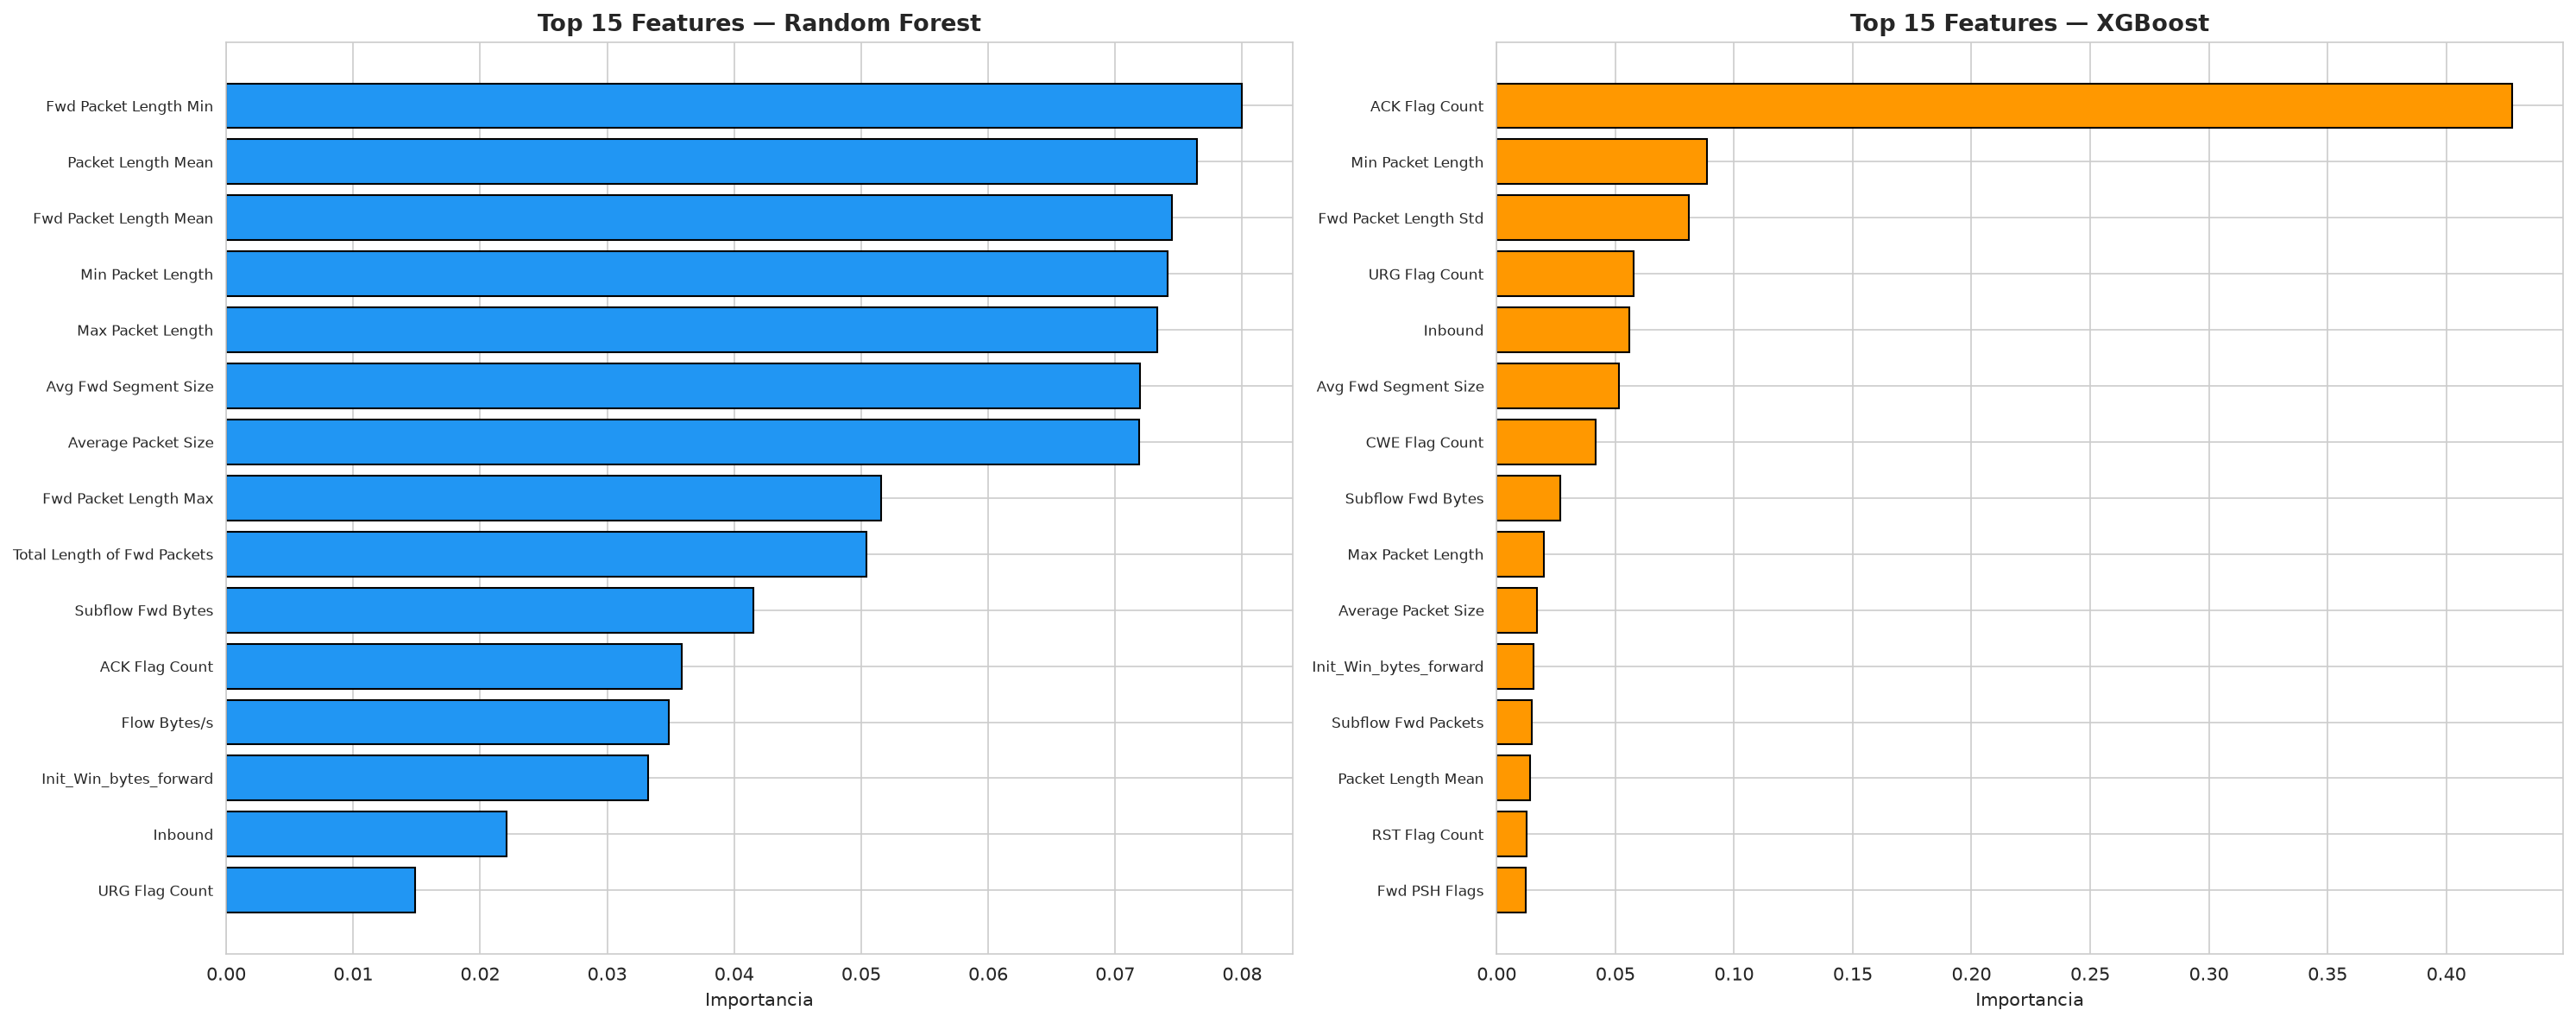 Top 15 Features — Random Forest
Fwd Packet Length Min
Packet Length Mean
Fwd Packet Length Mean
Min Packet Length
Max Packet Length
Avg Fwd Segment Size
Average Packet Size
Fwd Packet Length Max
Total Length of Fwd Packets
Subflow Fwd Bytes
ACK Flag Count
Flow Bytes/s
Init_Win_bytes_forward
Inbound
URG Flag Count
0.00 0.01 0.02 0.03 0.04 0.05 0.06 0.07 0.08
Importancia
Top 15 Features — XGBoost
ACK Flag Count
Min Packet Length
Fwd Packet Length Std
URG Flag Count
Inbound
Avg Fwd Segment Size
CWE Flag Count
Subflow Fwd Bytes
Max Packet Length
Average Packet Size
Init_Win_bytes_forward
Subflow Fwd Packets
Packet Length Mean
RST Flag Count
Fwd PSH Flags
0.00 0.05 0.10 0.15 0.20 0.25 0.30 0.35 0.40
Importancia